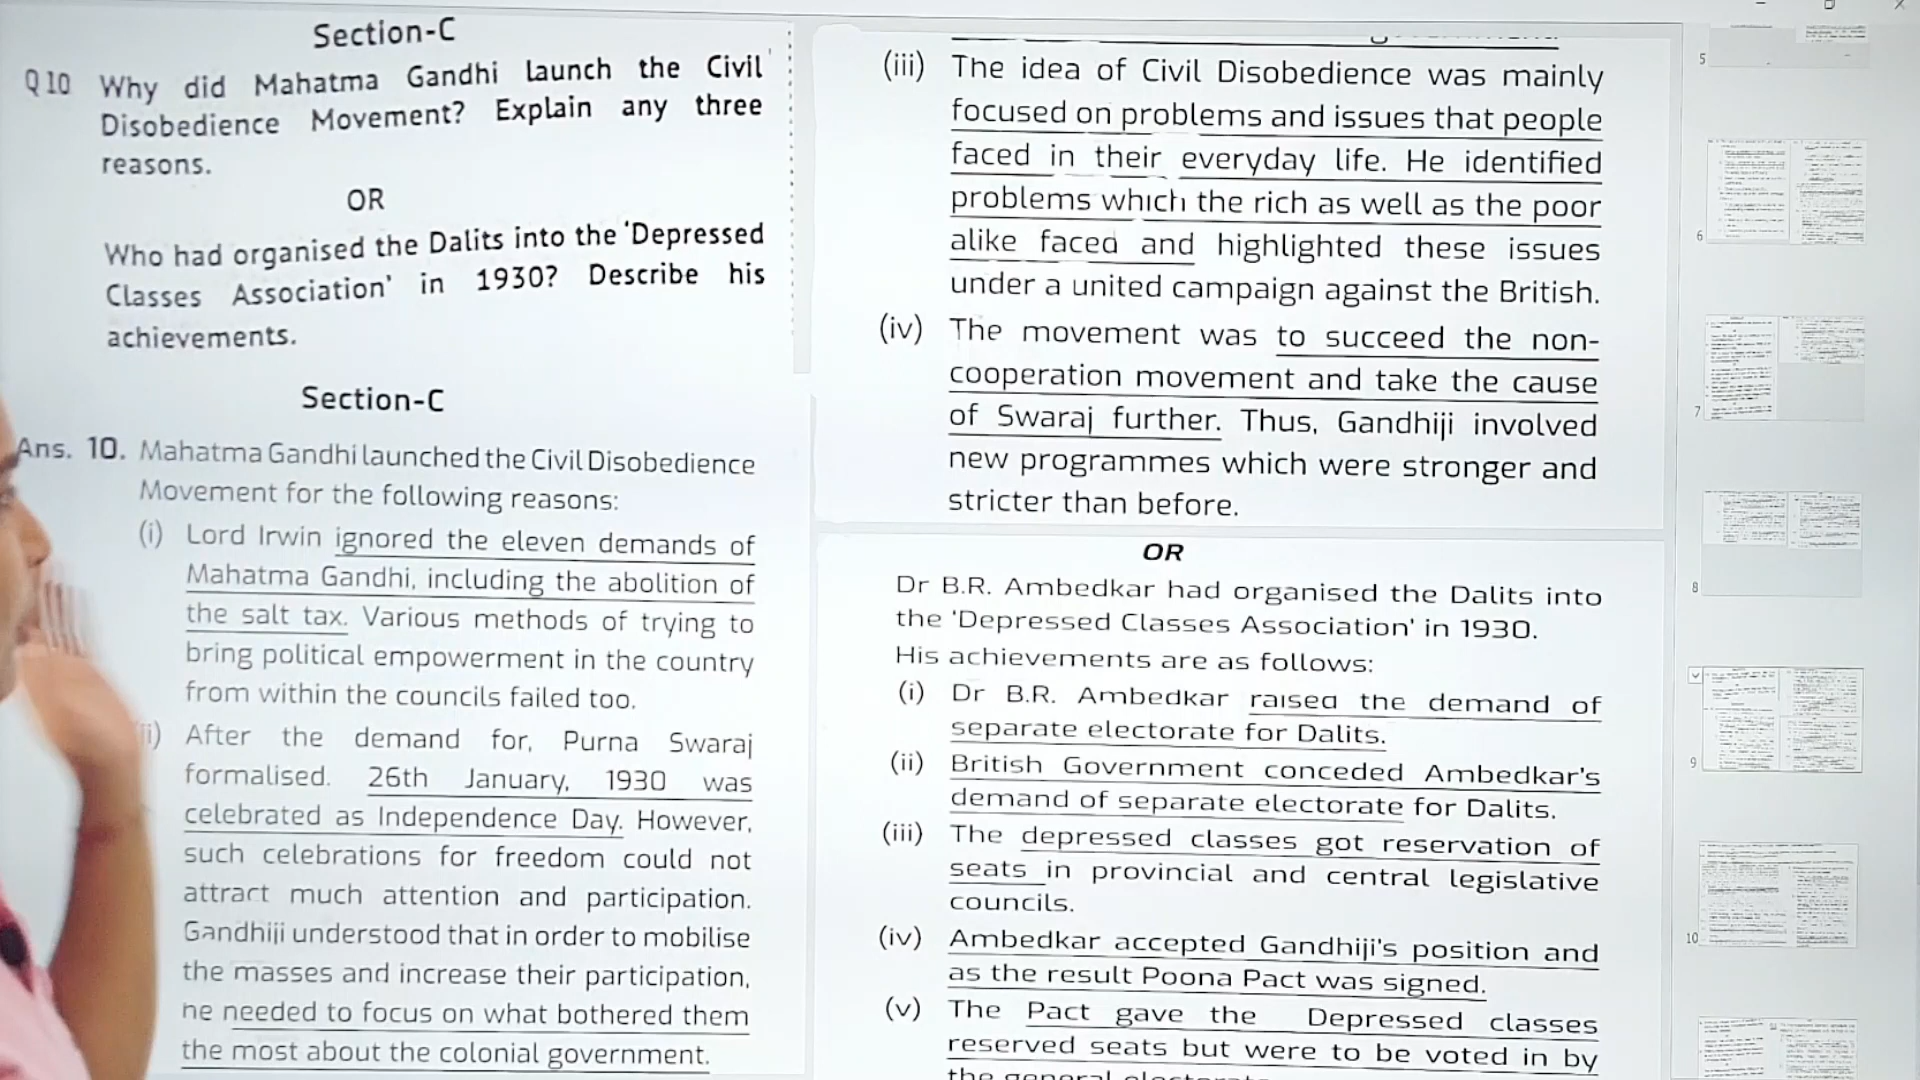 Section-C
Q10 Why did Mahatma Gandhi launch the Civil
Disobedience Movement? Explain any three
reasons.
OR
Who had organised the Dalits into the 'Depressed
Classes Association' in 1930? Describe his
achievements.
Section-C
Ans. 10. Mahatma Gandhi launched the Civil Disobedience
Movement for the following reasons:
(i) Lord Irwin ignored the eleven demands of
Mahatma Gandhi, including the abolition of
the salt tax. Various methods of trying to
bring political empowerment in the country
from within the councils failed too.
After the demand for, Purna Swaraj
formalised. 26th January, 1930 was
celebrated as Independence Day. However,
such celebrations for freedom could not
attract much attention and participation.
Gandhiji understood that in order to mobilise
the masses and increase their participation,
he needed to focus on what bothered them
the most about the colonial government.
(iii) The idea of Civil Disobedience was mainly
focused on problems and issues that people
faced in their everyday life. He identified
problems which the rich as well as the poor
alike faced and highlighted these issues
under a united campaign against the British.
(iv) The movement was to succeed the non-
cooperation movement and take the cause
of Swaraj further. Thus, Gandhiji involved
new programmes which were stronger and
stricter than before.
OR
Dr B.R. Ambedkar had organised the Dalits into
the 'Depressed Classes Association' in 1930.
His achievements are as follows:
(i) Dr B.R. Ambedkar raised the demand of
separate electorate for Dalits.
(ii) British Government conceded Ambedkar's
demand of separate electorate for Dalits.
(iii) The depressed classes got reservation of
seats in provincial and central legislative
councils.
(iv) Ambedkar accepted Gandhiji's position and
as the result Poona Pact was signed.
(v) The Pact gave the Depressed classes
reserved seats but were to be voted in by
5
6
7
8
9
10